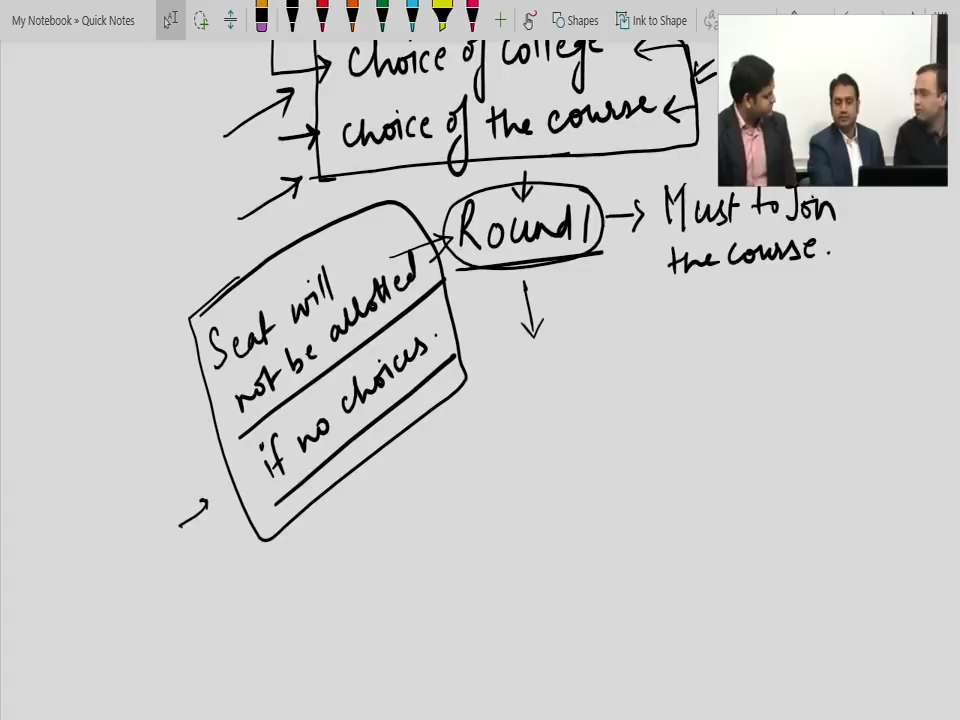 My Notebook » Quick Notes
Shapes
Ink to Shape
Choice of College
choice of the course
Round 1
Must to Join
the course.
Seat will
not be allotted
if no choices.